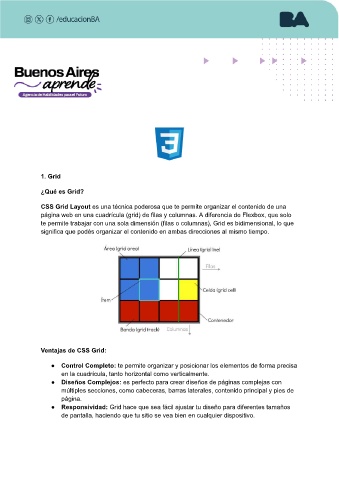 /educacionBA
BA
Buenos Aires
aprende
Agencia de Habilidades para el Futuro
3
1. Grid
¿Qué es Grid?
CSS Grid Layout es una técnica poderosa que te permite organizar el contenido de una
página web en una cuadrícula (grid) de filas y columnas. A diferencia de Flexbox, que solo
te permite trabajar con una sola dimensión (filas o columnas), Grid es bidimensional, lo que
significa que podés organizar el contenido en ambas direcciones al mismo tiempo.
Área (grid area)
Línea (grid line)
Filas
Celda (grid cell)
Ítem
Contenedor
Banda (grid track)
Columnas
Ventajas de CSS Grid:
● Control Completo: te permite organizar y posicionar los elementos de forma precisa
en la cuadrícula, tanto horizontal como verticalmente.
● Diseños Complejos: es perfecto para crear diseños de páginas complejas con
múltiples secciones, como cabeceras, barras laterales, contenido principal y pies de
página.
● Responsividad: Grid hace que sea fácil ajustar tu diseño para diferentes tamaños
de pantalla, haciendo que tu sitio se vea bien en cualquier dispositivo.